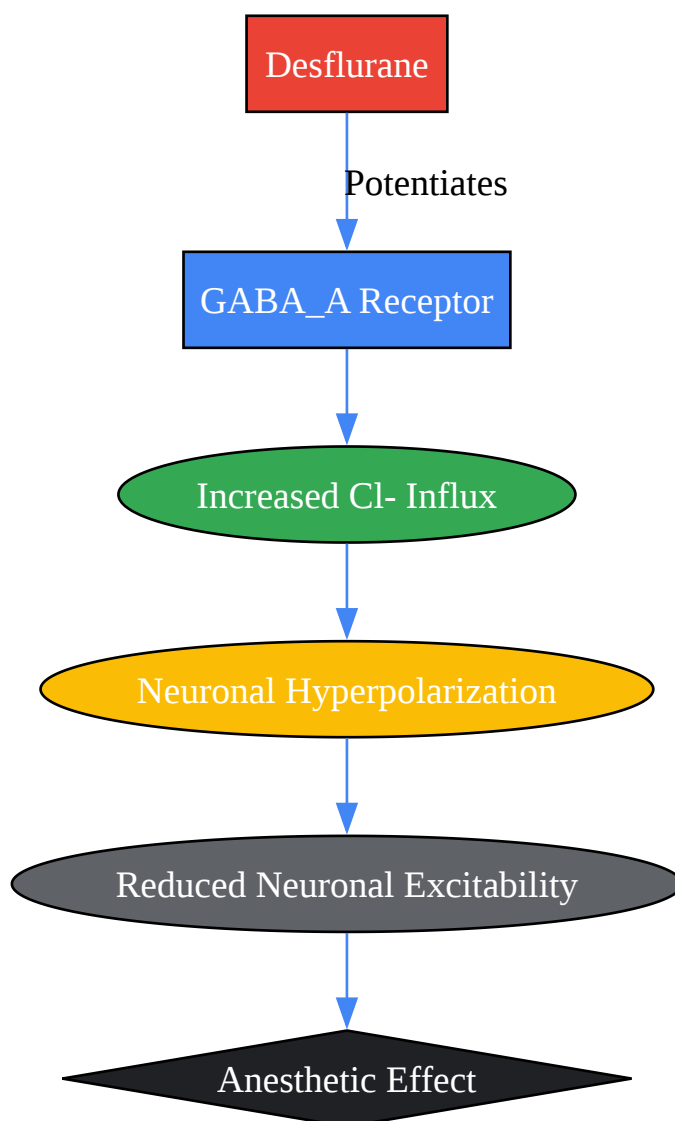 Desflurane
Potentiates
GABA_A Receptor
Increased Cl- Influx
Neuronal Hyperpolarization
Reduced Neuronal Excitability
Anesthetic Effect